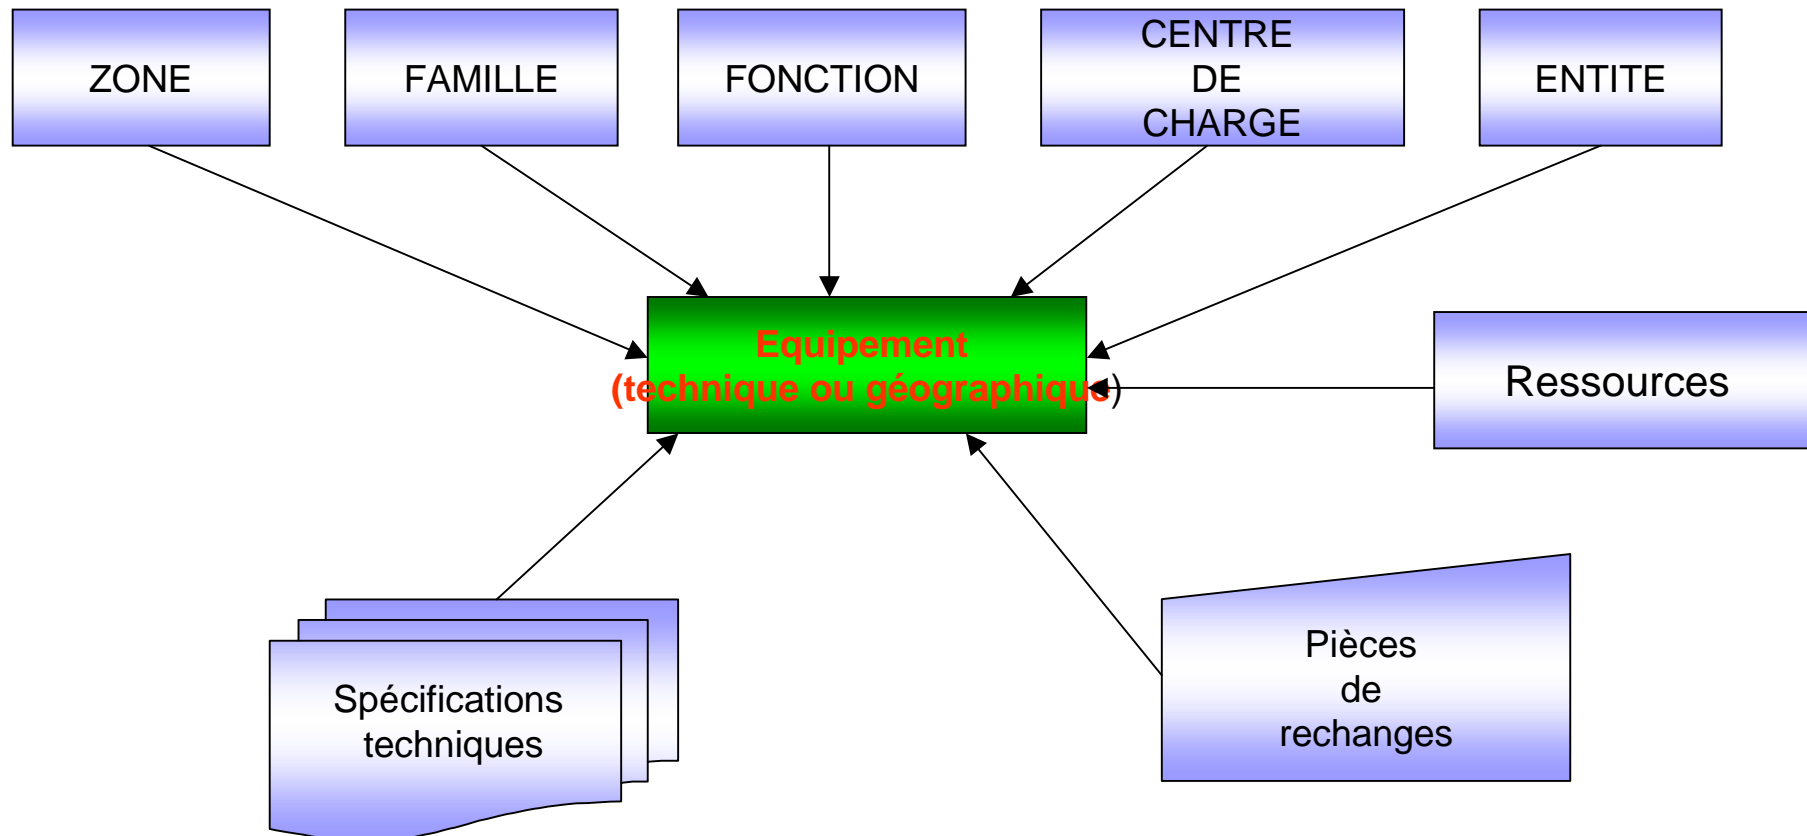 ZONE
FAMILLE
FONCTION
CENTRE
DE
CHARGE
ENTITE
Equipement
(technique ou géographique)
Ressources
Spécifications
techniques
Pièces
de
rechanges